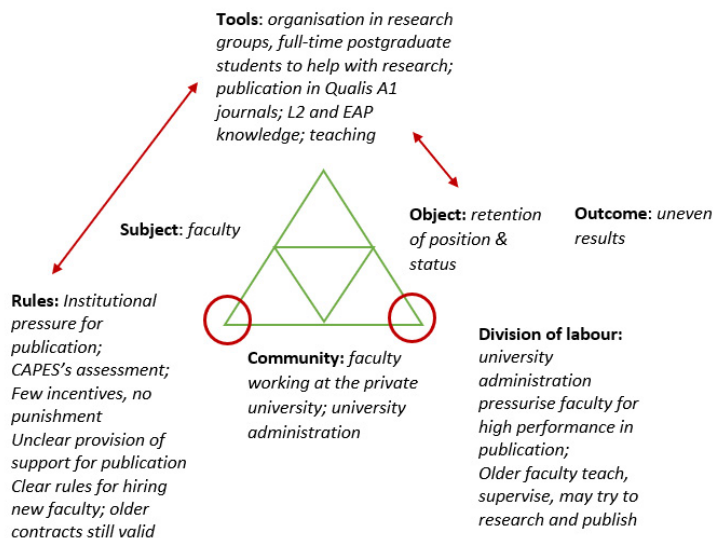 Tools: organisation in research
groups, full-time postgraduate
students to help with research;
publication in Qualis A1
journals; L2 and EAP
knowledge; teaching
Subject: faculty
Object: retention
of position &
status
Outcome: uneven
results
Rules: Institutional
pressure for
publication;
CAPES's assessment;
Few incentives, no
punishment
Unclear provision of
support for publication
Clear rules for hiring
new faculty; older
contracts still valid
Community: faculty
working at the private
university; university
administration
Division of labour:
university
administration
pressurise faculty for
high performance in
publication;
Older faculty teach,
supervise, may try to
research and publish